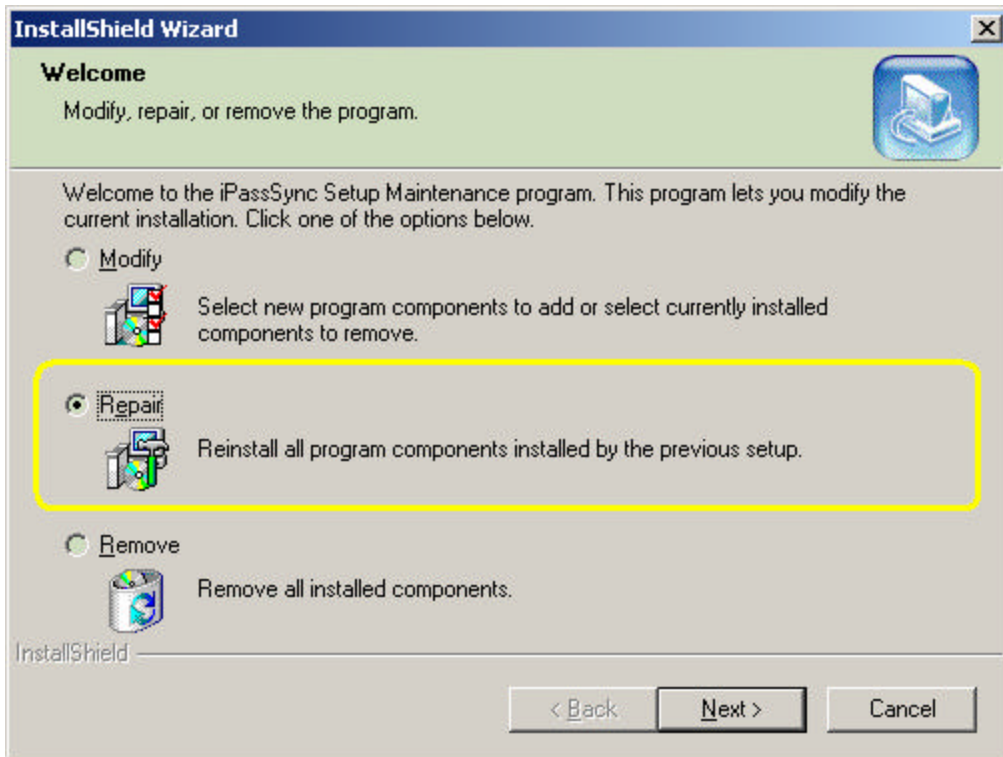 InstallShield Wizard
Welcome
Modify, repair, or remove the program.
Welcome to the iPassSync Setup Maintenance program. This program lets you modify the
current installation. Click one of the options below.
Modify
Select new program components to add or select currently installed
components to remove.
Repair
Reinstall all program components installed by the previous setup.
Remove
Remove all installed components.
InstallShield
< Back Next > Cancel